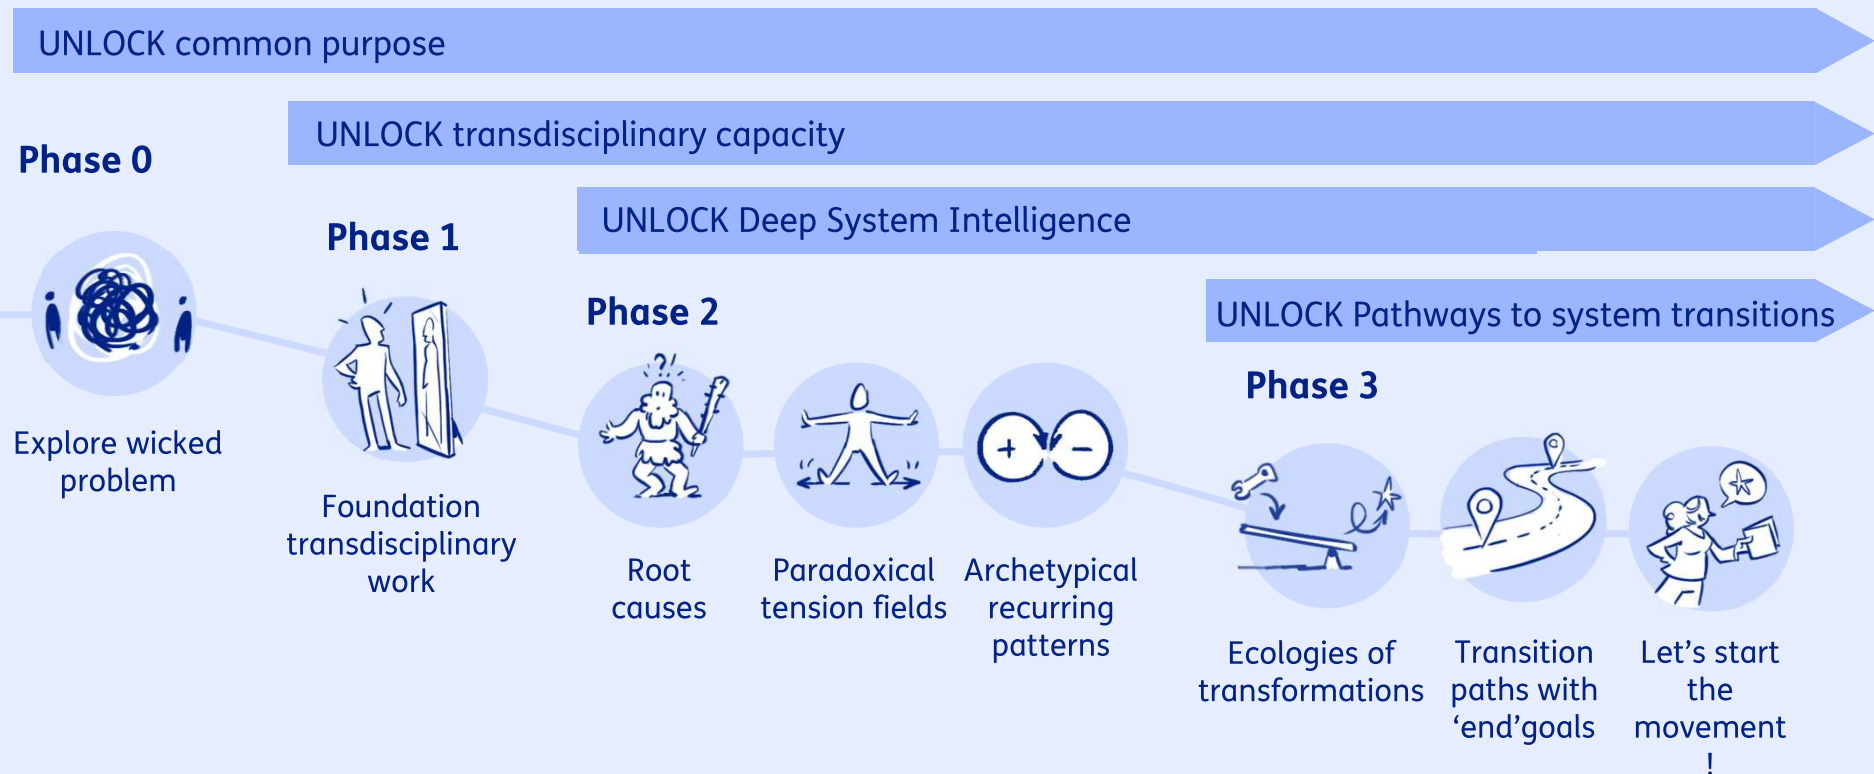 UNLOCK common purpose
UNLOCK transdisciplinary capacity
Phase 0
UNLOCK Deep System Intelligence
Phase 1
Phase 2
UNLOCK Pathways to system transitions
Phase 3
?!
+
−
Explore wicked
problem
Foundation
transdisciplinary
work
Root
causes
Paradoxical
tension fields
Archetypical
recurring
patterns
Ecologies of
transformations
Transition
paths with
‘end’goals
Let’s start
the
movement
!